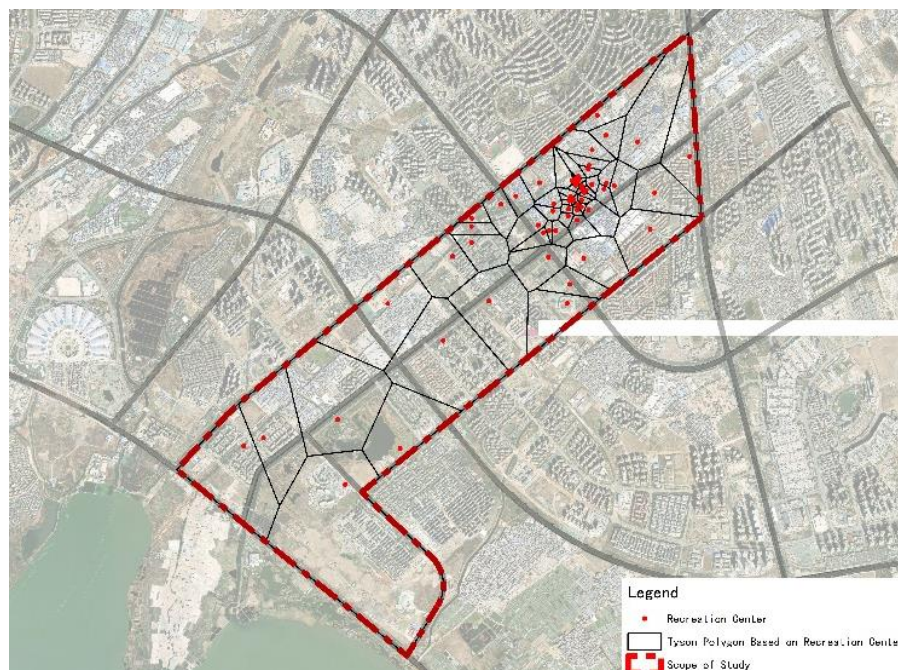 Legend
Recreation Center
Tyson Polygon Based on Recreation Cente
Scope of Study